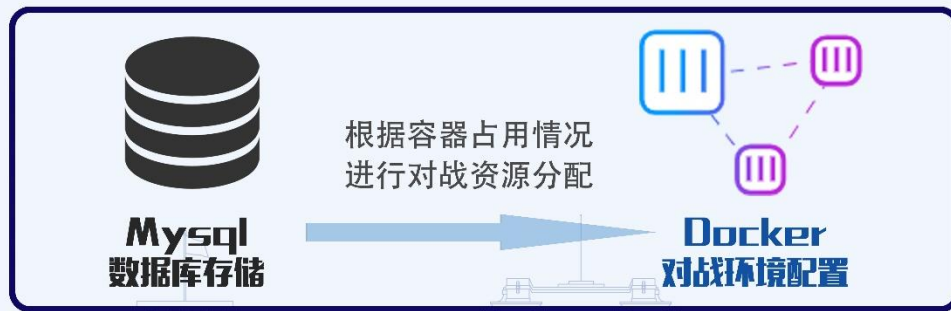 根据容器占用情况
进行对战资源分配
Mysql
数据库存储
Docker
对战环境配置